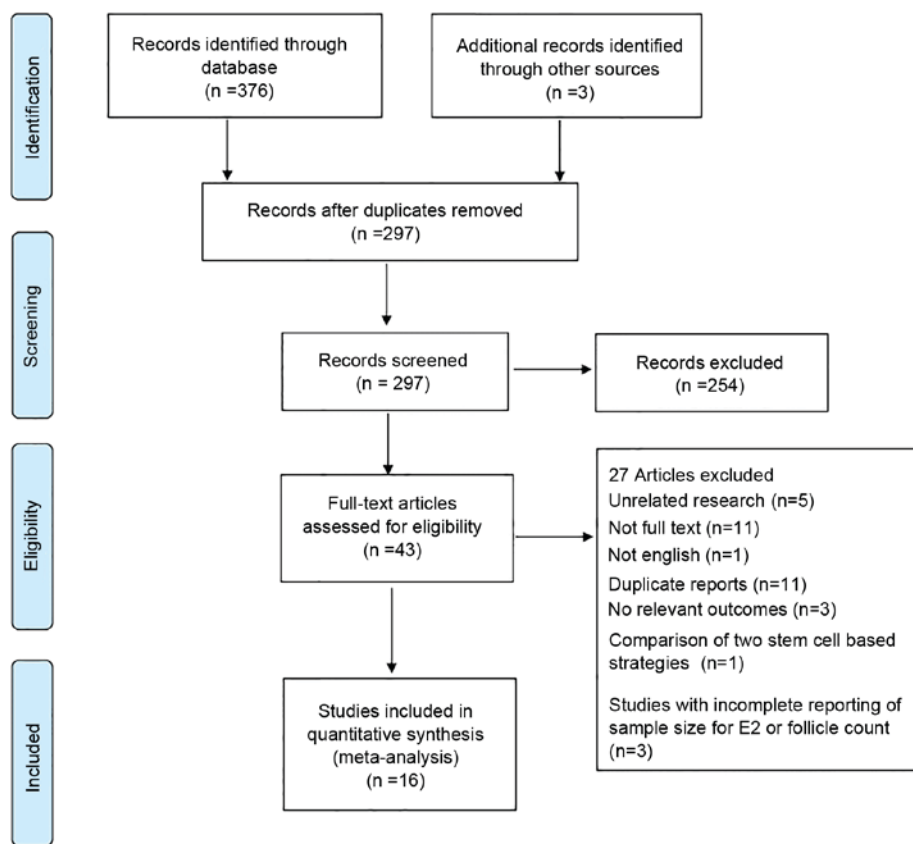 Identification
Records identified through
database
(n =376)
Additional records identified
through other sources
(n =3)
Records after duplicates removed
(n =297)
Screening
Records screened
(n = 297)
Records excluded
(n =254)
Eligibility
Full-text articles
assessed for eligibility
(n =43)
27 Articles excluded
Unrelated research (n=5)
Not full text (n=11)
Not english (n=1)
Duplicate reports (n=11)
No relevant outcomes (n=3)
Comparison of two stem cell based
strategies (n=1)
Studies with incomplete reporting of
sample size for E2 or follicle count
(n=3)
Included
Studies included in
quantitative synthesis
(meta-analysis)
(n =16)